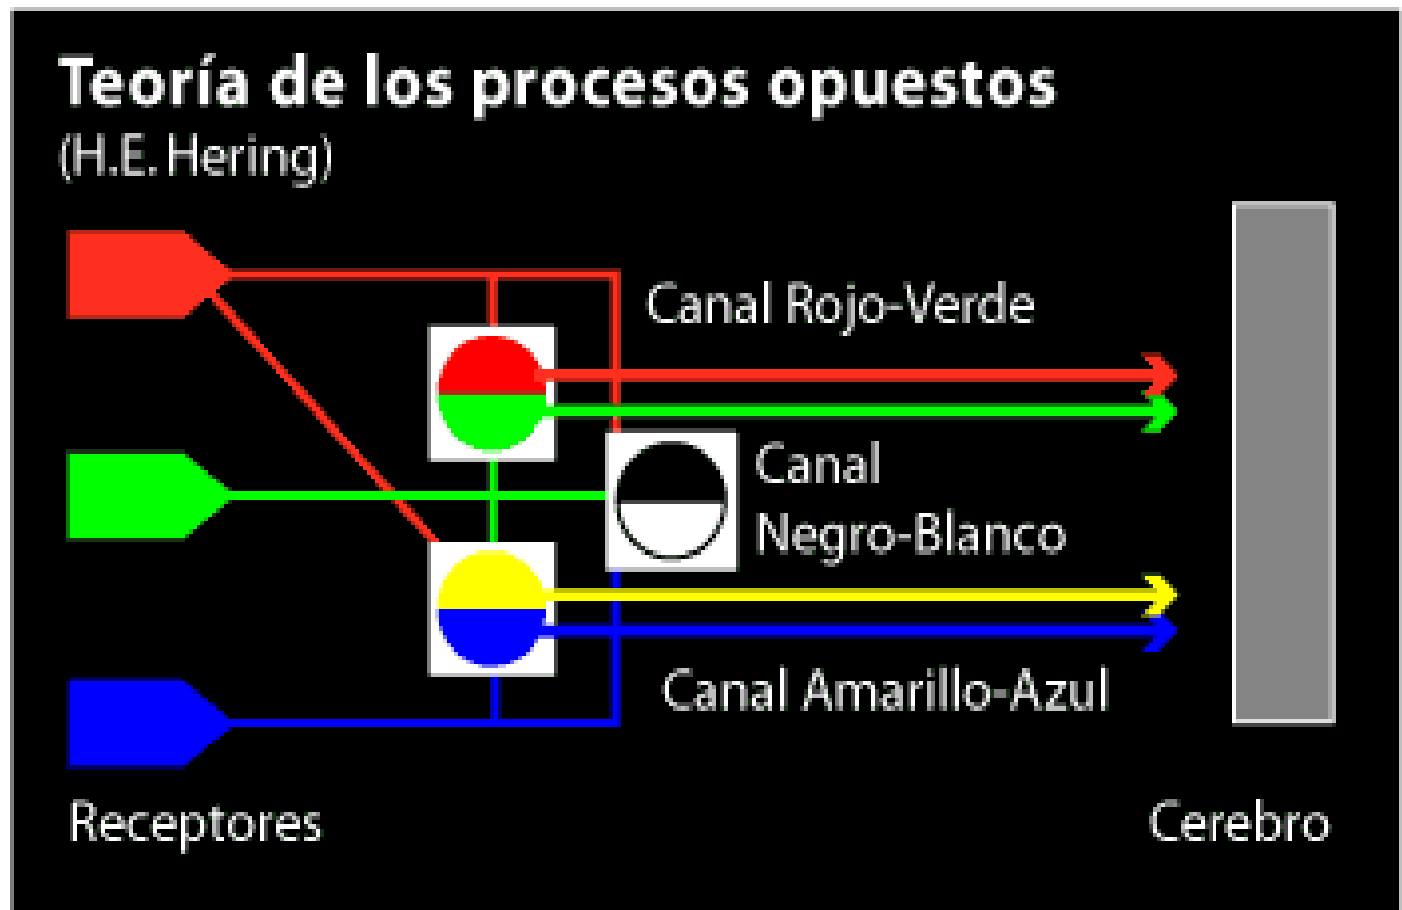 Teoría de los procesos opuestos
(H.E. Hering)
Canal Rojo-Verde
Canal
Negro-Blanco
Canal Amarillo-Azul
Receptores
Cerebro